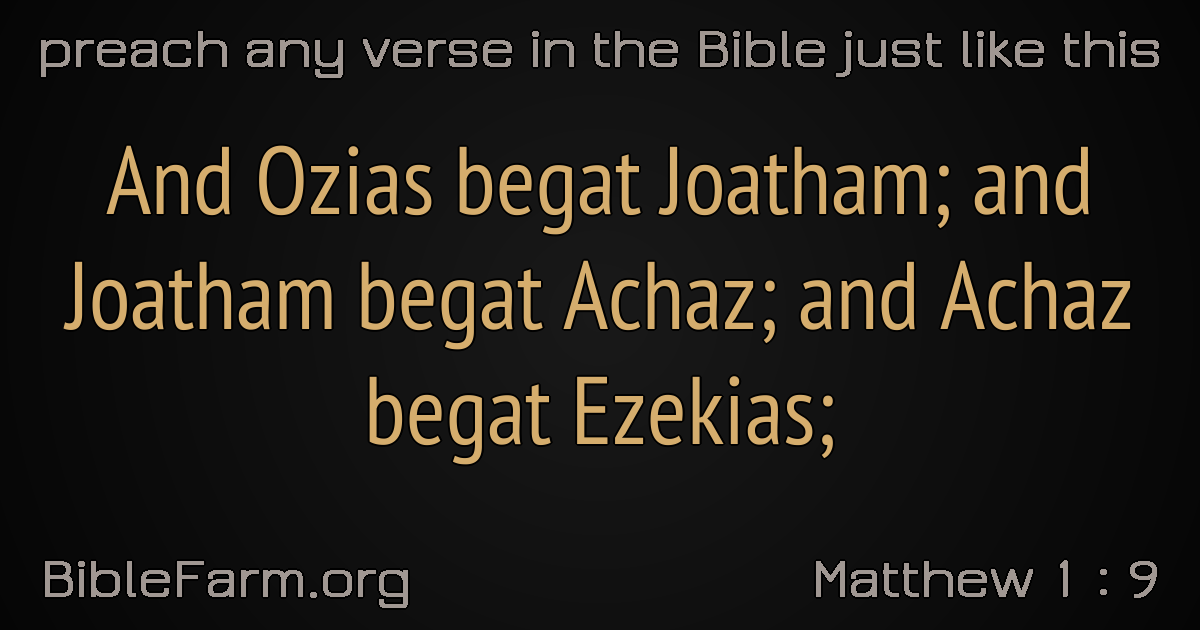 preach any verse in the Bible just like this
And Ozias begat Joatham; and
Joatham begat Achaz; and Achaz
begat Ezekias;
BibleFarm.org
Matthew 1 : 9